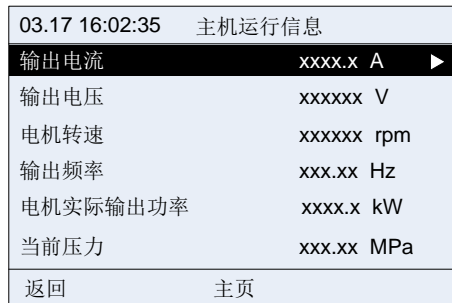 03.17 16:02:35 主机运行信息
输出电流 xxxx.x A
输出电压 xxxxxx V
电机转速 xxxxxx rpm
输出频率 xxx.xx Hz
电机实际输出功率 xxxx.x kW
当前压力 xxx.xx MPa
返回 主页